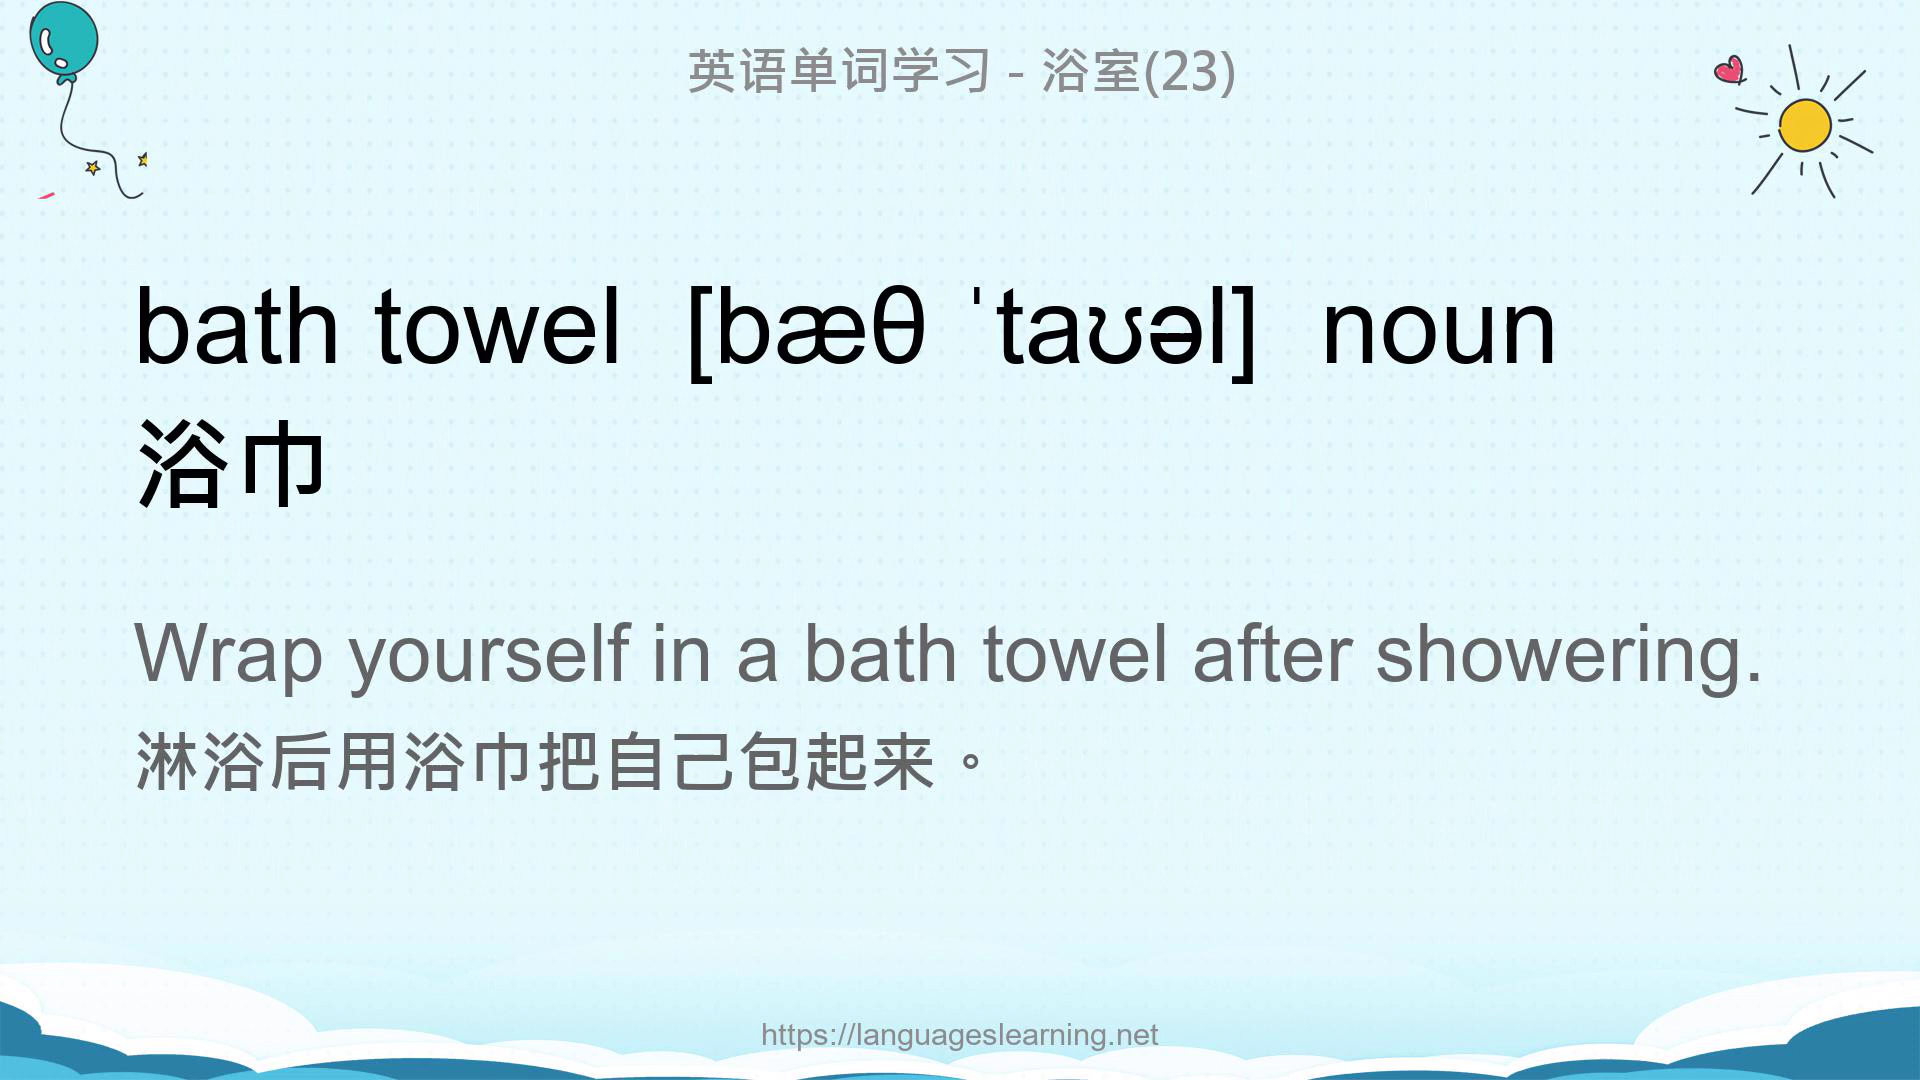 英语单词学习 - 浴室(23)
bath towel [bæθ ˈtaʊəl] noun
浴巾
Wrap yourself in a bath towel after showering.
淋浴后用浴巾把自己包起来。
https://languageslearning.net